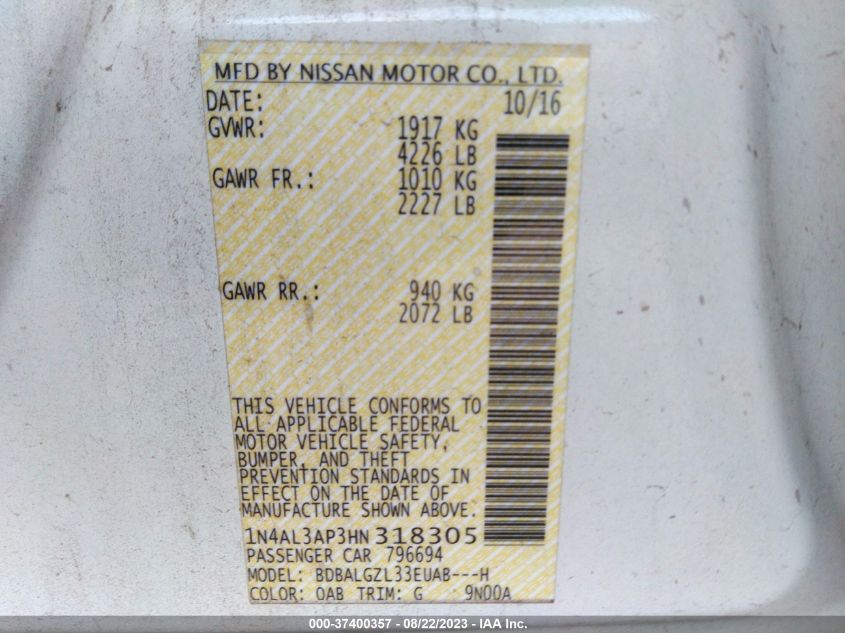 MFD BY NISSAN MOTOR CO., LTD.
DATE: 10/16
GVWR: 1917 KG
4226 LB
GAWR FR.: 1010 KG
2227 LB
GAWR RR.: 940 KG
2072 LB
THIS VEHICLE CONFORMS TO
ALL APPLICABLE FEDERAL
MOTOR VEHICLE SAFETY,
BUMPER, AND THEFT
PREVENTION STANDARDS IN
EFFECT ON THE DATE OF
MANUFACTURE SHOWN ABOVE.
1N4AL3AP3HN318305
PASSENGER CAR 796694
MODEL: BDBALGZL33EUAB---H
COLOR: QAB TRIM: G 9N00A
000-37400357 - 08/22/2023 - IAA Inc.